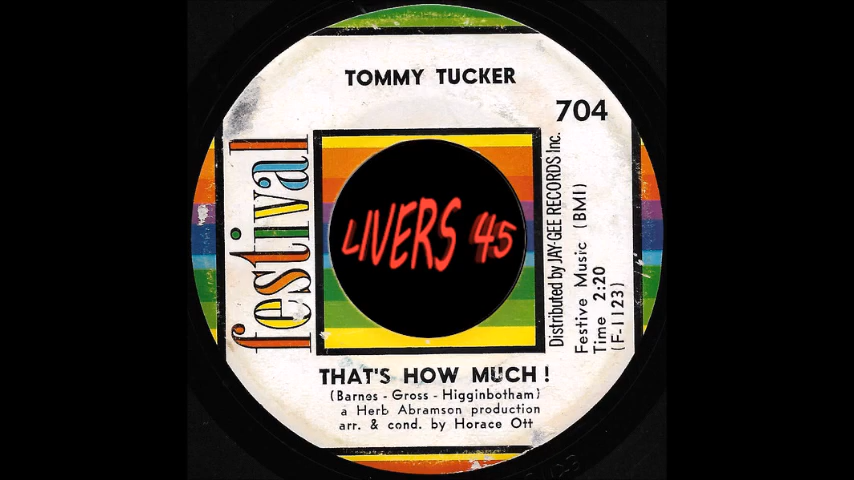 TOMMY TUCKER
704
festival
LIVERS 45
Distributed by JAY-GEE RECORDS Inc.
Festive Music (BMI)
Time 2:20
(F-1123)
THAT'S HOW MUCH!
(Barnes - Gross - Higginbotham)
a Herb Abramson production
arr. & cond. by Horace Ott